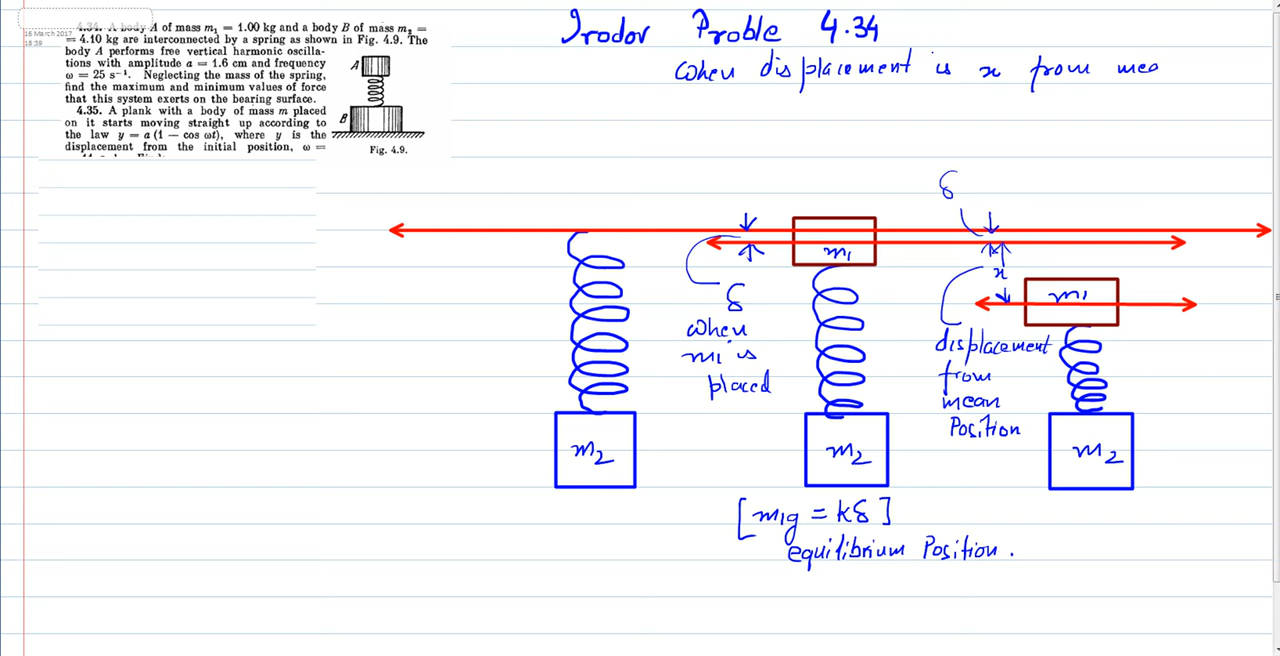 16 March 2017
18:39
4.34. A body A of mass m₁ = 1.00 kg and a body B of mass m₂ =
= 4.10 kg are interconnected by a spring as shown in Fig. 4.9. The
body A performs free vertical harmonic oscilla-
tions with amplitude a = 1.6 cm and frequency
ω = 25 s⁻¹. Neglecting the mass of the spring,
find the maximum and minimum values of force
that this system exerts on the bearing surface.
4.35. A plank with a body of mass m placed
on it starts moving straight up according to
the law y = a (1 − cos ωt), where y is the
displacement from the initial position, ω =
A
B
Fig. 4.9.
Irodov Proble 4.34
When displacement is x from mea
δ
m₁
δ
when
m₁ is
placed
x
m₁
displacement
from
mean
Position
m₂
m₂
m₂
[m₁g = kδ]
equilibrium Position.